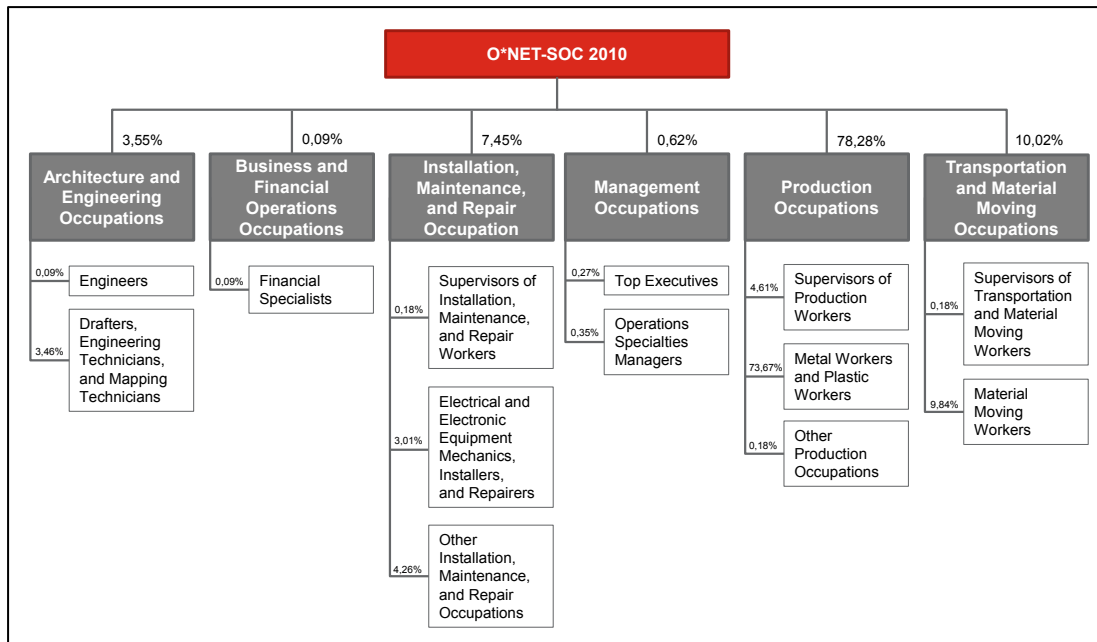 O*NET-SOC 2010
3,55%
0,09%
7,45%
0,62%
78,28%
10,02%
Architecture and
Engineering
Occupations
Business and
Financial
Operations
Occupations
Installation,
Maintenance,
and Repair
Occupation
Management
Occupations
Production
Occupations
Transportation
and Material
Moving
Occupations
0,09%
Engineers
3,46%
Drafters,
Engineering
Technicians,
and Mapping
Technicians
0,09%
Financial
Specialists
0,18%
Supervisors of
Installation,
Maintenance,
and Repair
Workers
3,01%
Electrical and
Electronic
Equipment
Mechanics,
Installers,
and Repairers
4,26%
Other
Installation,
Maintenance,
and Repair
Occupations
0,27%
Top Executives
0,35%
Operations
Specialties
Managers
4,61%
Supervisors of
Production
Workers
73,67%
Metal Workers
and Plastic
Workers
0,18%
Other
Production
Occupations
0,18%
Supervisors of
Transportation
and Material
Moving
Workers
9,84%
Material
Moving
Workers